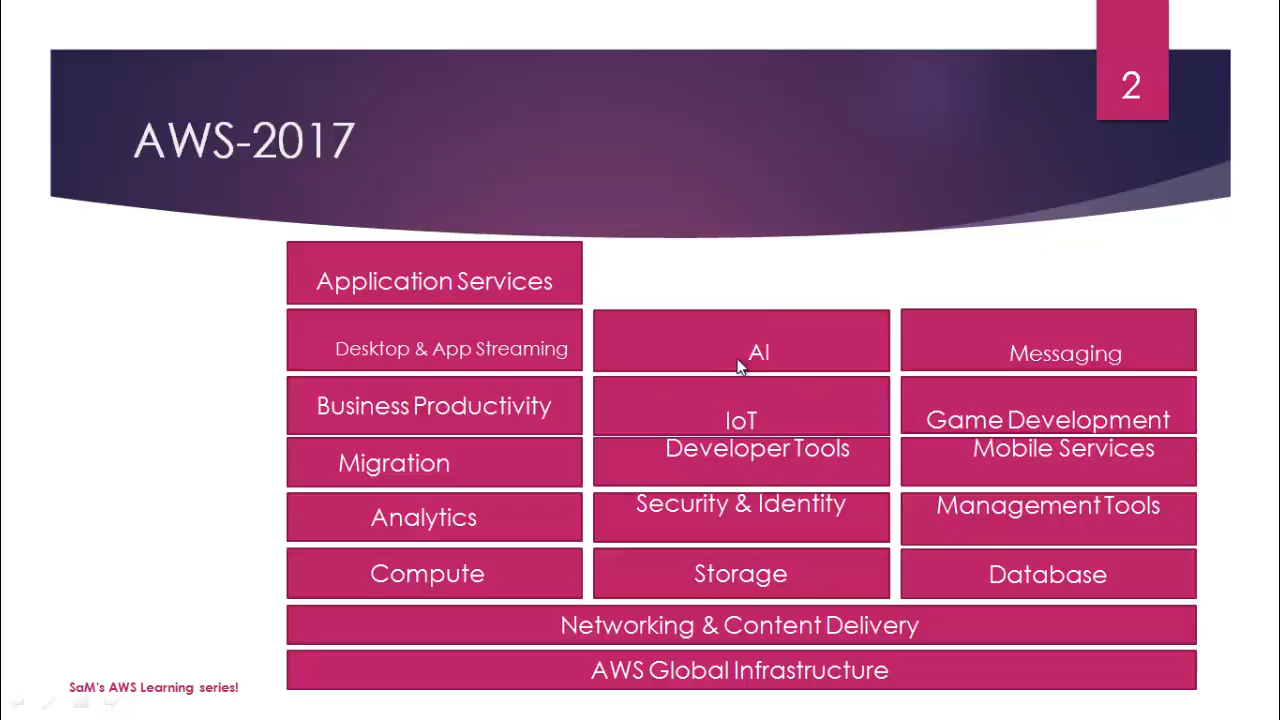 2
AWS-2017
Application Services
Desktop & App Streaming
AI
Messaging
Business Productivity
IoT
Game Development
Migration
Developer Tools
Mobile Services
Analytics
Security & Identity
Management Tools
Compute
Storage
Database
Networking & Content Delivery
AWS Global Infrastructure
SaM's AWS Learning series!